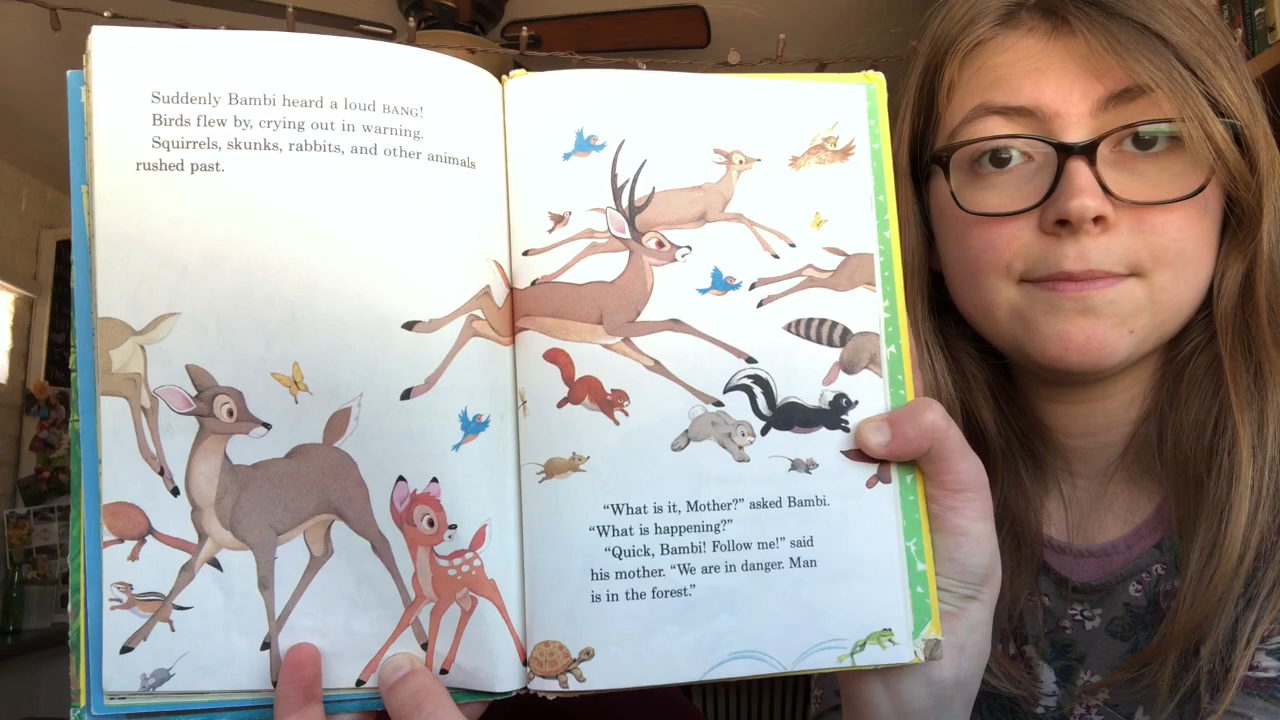 Suddenly Bambi heard a loud BANG!
Birds flew by, crying out in warning.
Squirrels, skunks, rabbits, and other animals
rushed past.
“What is it, Mother?” asked Bambi.
“What is happening?”
“Quick, Bambi! Follow me!” said
his mother. “We are in danger. Man
is in the forest.”